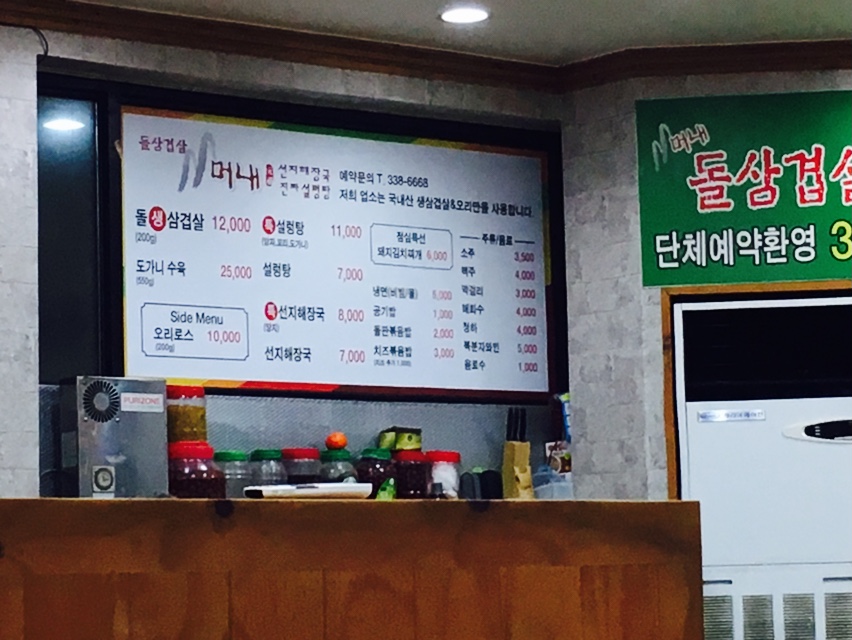 돌삼겹살
머내
선지해장국
진짜설렁탕
예약문의 T. 338-6668
저희 업소는 국내산 생삼겹살&오리만을 사용합니다.
돌생삼겹살 12,000
(200g)
도가니 수육 25,000
(550g)
Side Menu
오리로스 10,000
(200g)
특 설렁탕 11,000
설렁탕 7,000
특 선지해장국 8,000
선지해장국 7,000
점심특선
돼지김치찌개 6,000
냉면(비빔/물) 5,000
공기밥 1,000
돌판볶음밥 2,000
치즈볶음밥 3,000
주류/음료
소주 3,500
맥주 4,000
막걸리 3,000
매화수 4,000
청하 4,000
복분자와인 5,000
음료수 1,000
머내
돌삼겹살
단체예약환영 3
PURIZONE